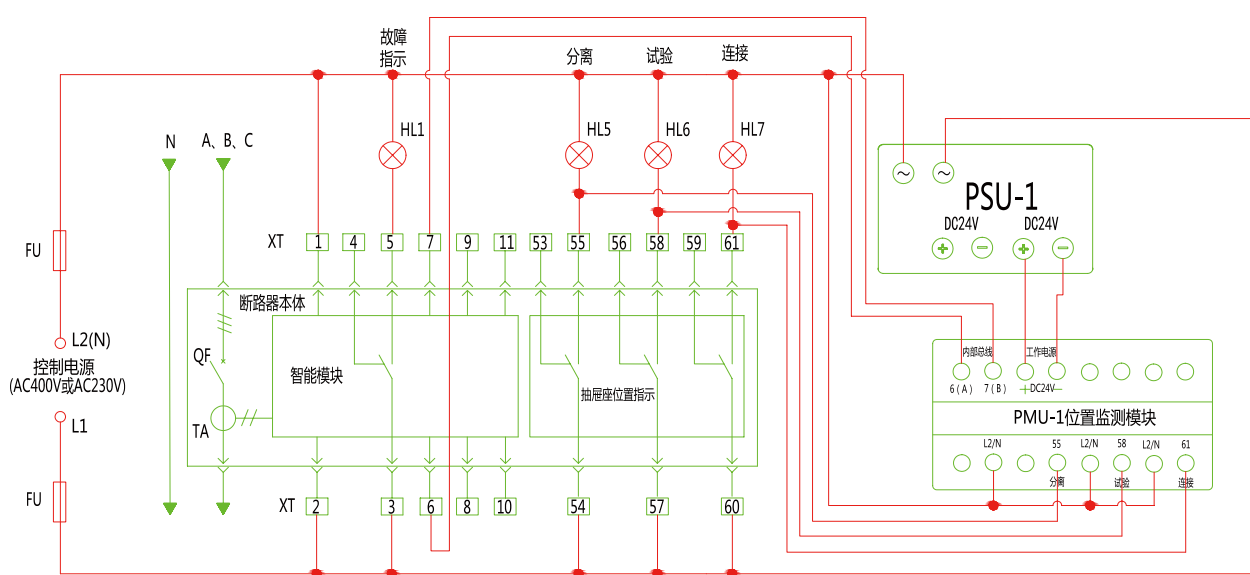 故障
指示
分离
试验
连接
HL1
HL5
HL6
HL7
N
A、B、C
PSU-1
DC24V
DC24V
XT
1
4
5
7
9
11
53
55
56
58
59
61
FU
断路器本体
L2(N)
控制电源
(AC400V或AC230V)
L1
QF
TA
智能模块
抽屉座位置指示
内部总线
工作电源
6(A)
7(B)
+DC24V-
PMU-1位置监测模块
L2/N
55
L2/N
58
L2/N
61
分离
试验
连接
FU
XT
2
3
6
8
10
54
57
60